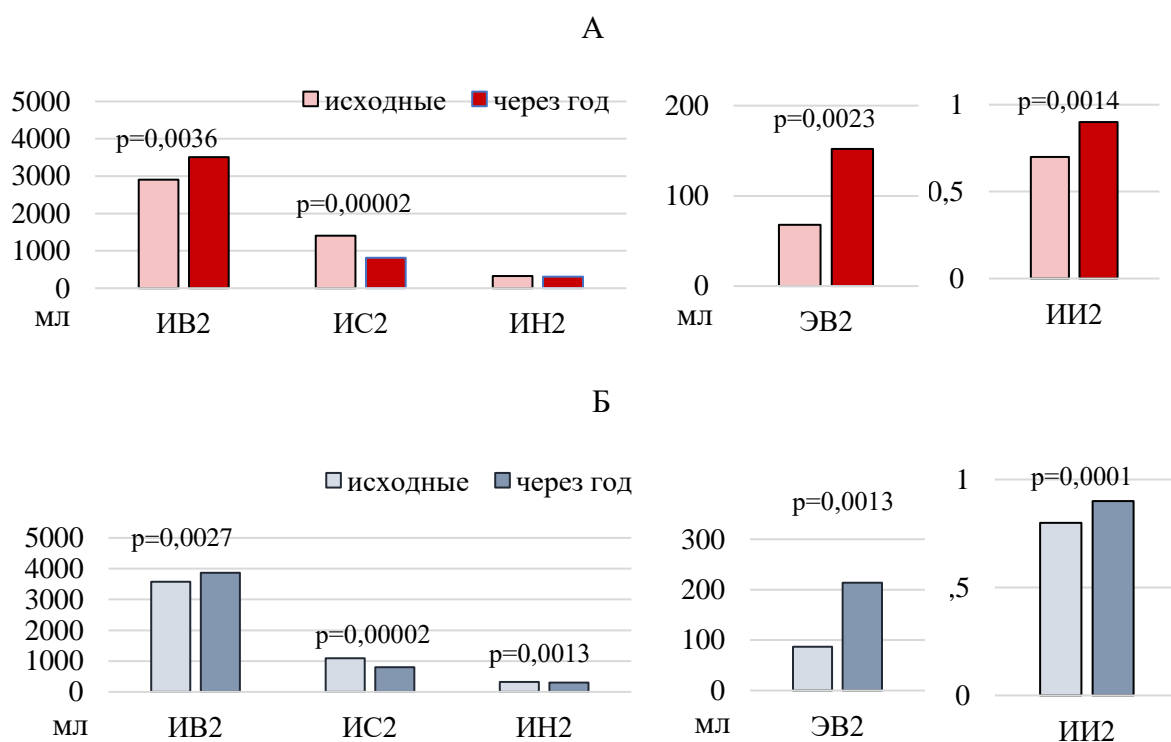 А
исходные через год
5000
4000
3000
2000
1000
0
мл
p=0,0036
p=0,00002
ИВ2 ИС2 ИН2
200
100
0
мл
p=0,0023
ЭВ2
1
0,5
0
p=0,0014
ИИ2
Б
исходные через год
5000
4000
3000
2000
1000
0
мл
p=0,0027
p=0,00002
p=0,0013
ИВ2 ИС2 ИН2
300
200
100
0
мл
p=0,0013
ЭВ2
1
,5
0
p=0,0001
ИИ2